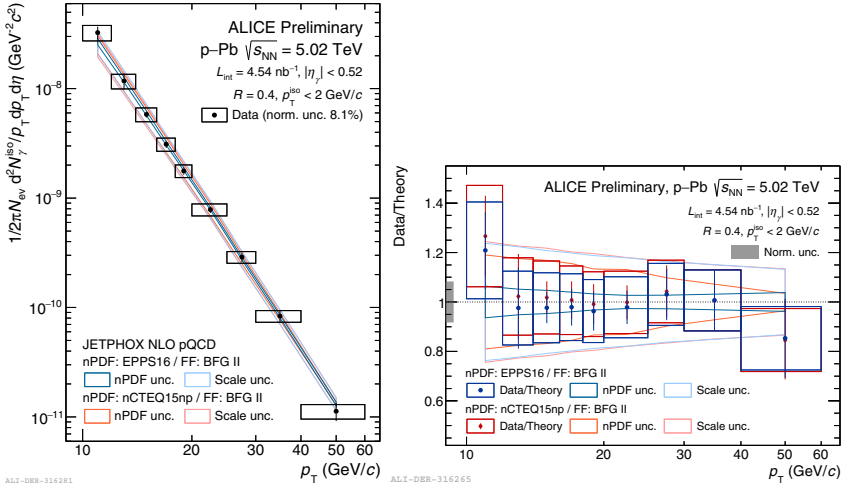 ALICE Preliminary
p–Pb √sNN = 5.02 TeV
Lint = 4.54 nb⁻¹, |ηγ| < 0.52
R = 0.4, pTiso < 2 GeV/c
Data (norm. unc. 8.1%)
1/2πNev d²Nγiso/pTdpTdη (GeV⁻²c²)
10⁻⁸
10⁻⁹
10⁻¹⁰
10⁻¹¹
JETPHOX NLO pQCD
nPDF: EPPS16 / FF: BFG II
nPDF unc. Scale unc.
nPDF: nCTEQ15np / FF: BFG II
nPDF unc. Scale unc.
10 20 30 40 50 60
pT (GeV/c)
ALI-DER-316281
ALICE Preliminary, p–Pb √sNN = 5.02 TeV
Lint = 4.54 nb⁻¹, |ηγ| < 0.52
R = 0.4, pTiso < 2 GeV/c
Norm. unc.
Data/Theory
1.4
1.2
1
0.8
0.6
nPDF: EPPS16 / FF: BFG II
Data/Theory nPDF unc. Scale unc.
nPDF: nCTEQ15np / FF: BFG II
Data/Theory nPDF unc. Scale unc.
10 20 30 40 50 60
pT (GeV/c)
ALI-DER-316265